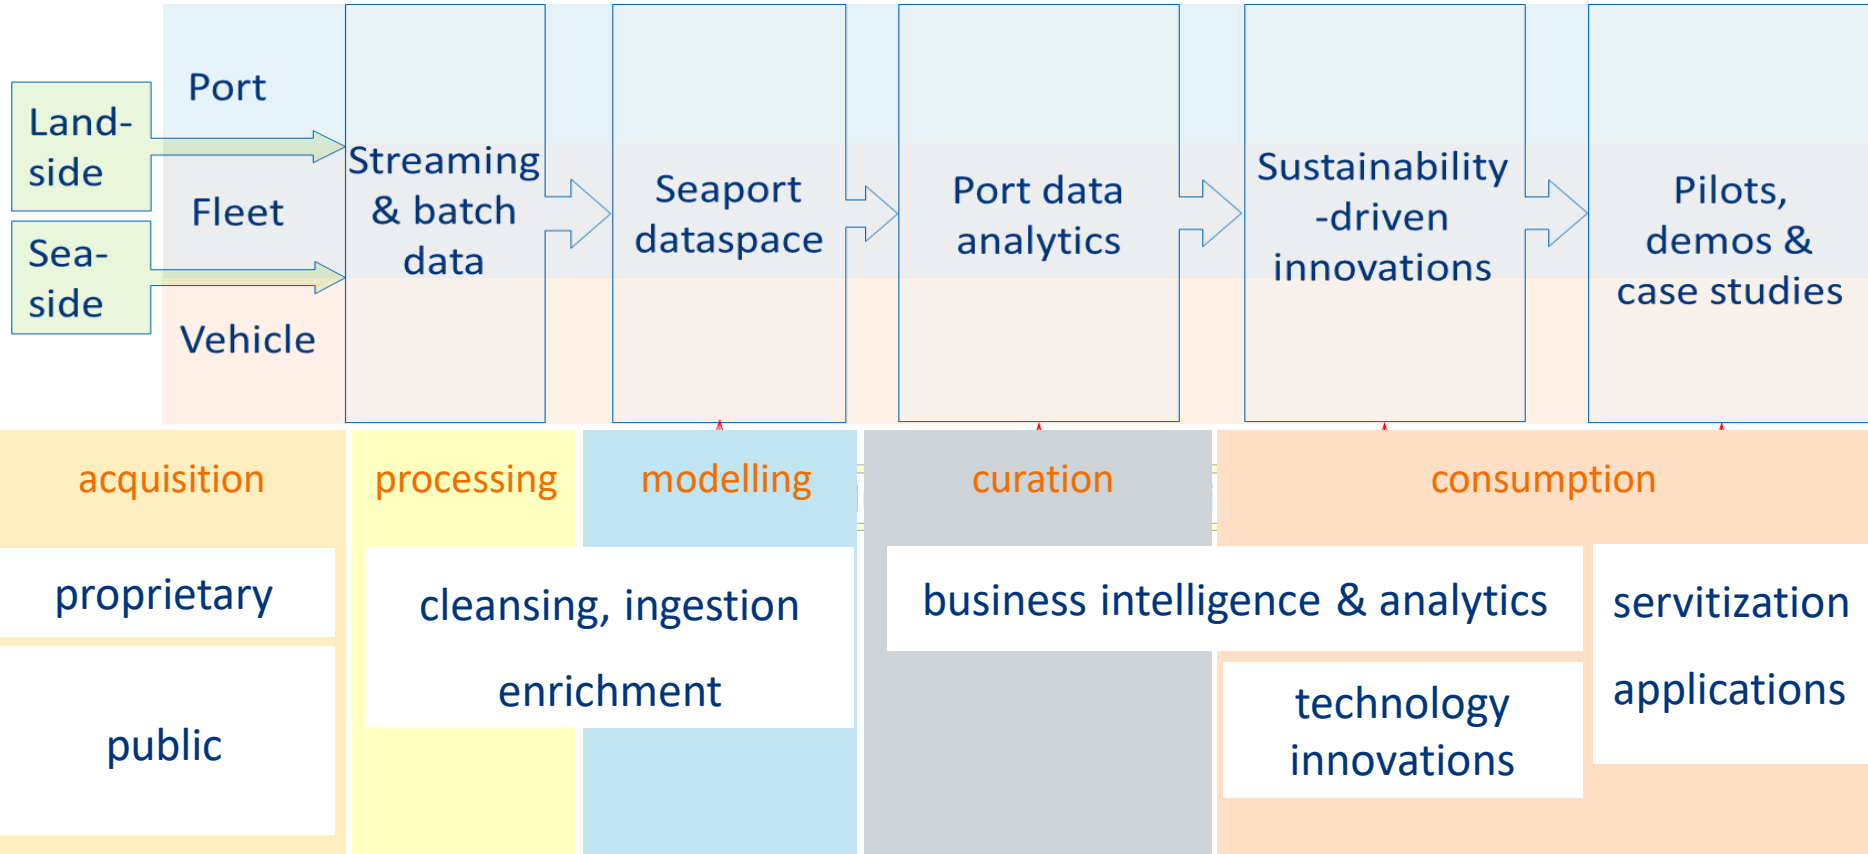 Port
Land-
side
Fleet
Sea-
side
Vehicle
Streaming
& batch
data
Seaport
dataspace
Port data
analytics
Sustainability
-driven
innovations
Pilots,
demos &
case studies
acquisition
processing
modelling
curation
consumption
proprietary
public
cleansing, ingestion
enrichment
business intelligence & analytics
technology
innovations
servitization
applications